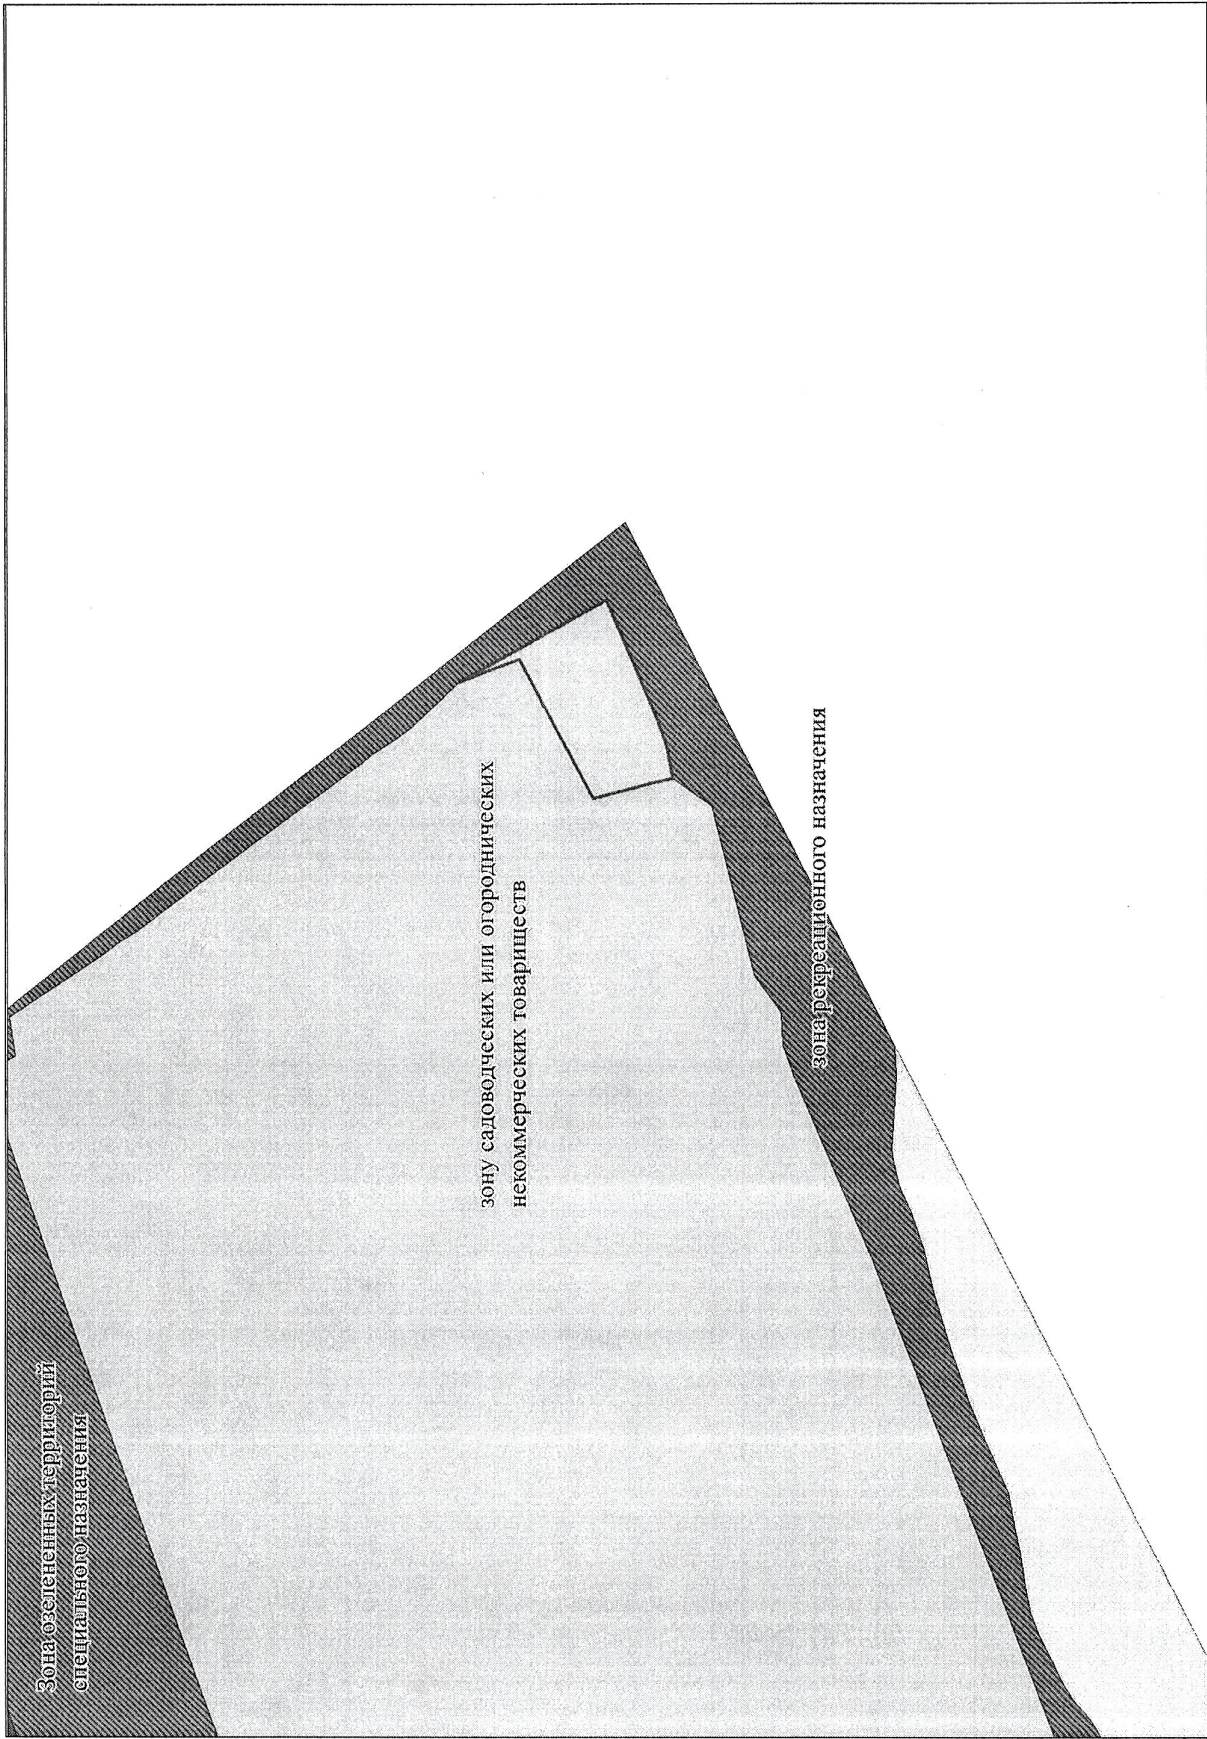 Зона озелененных территорий
специального назначения
зону садоводческих или огороднических
некоммерческих товариществ
зона рекреационного назначения